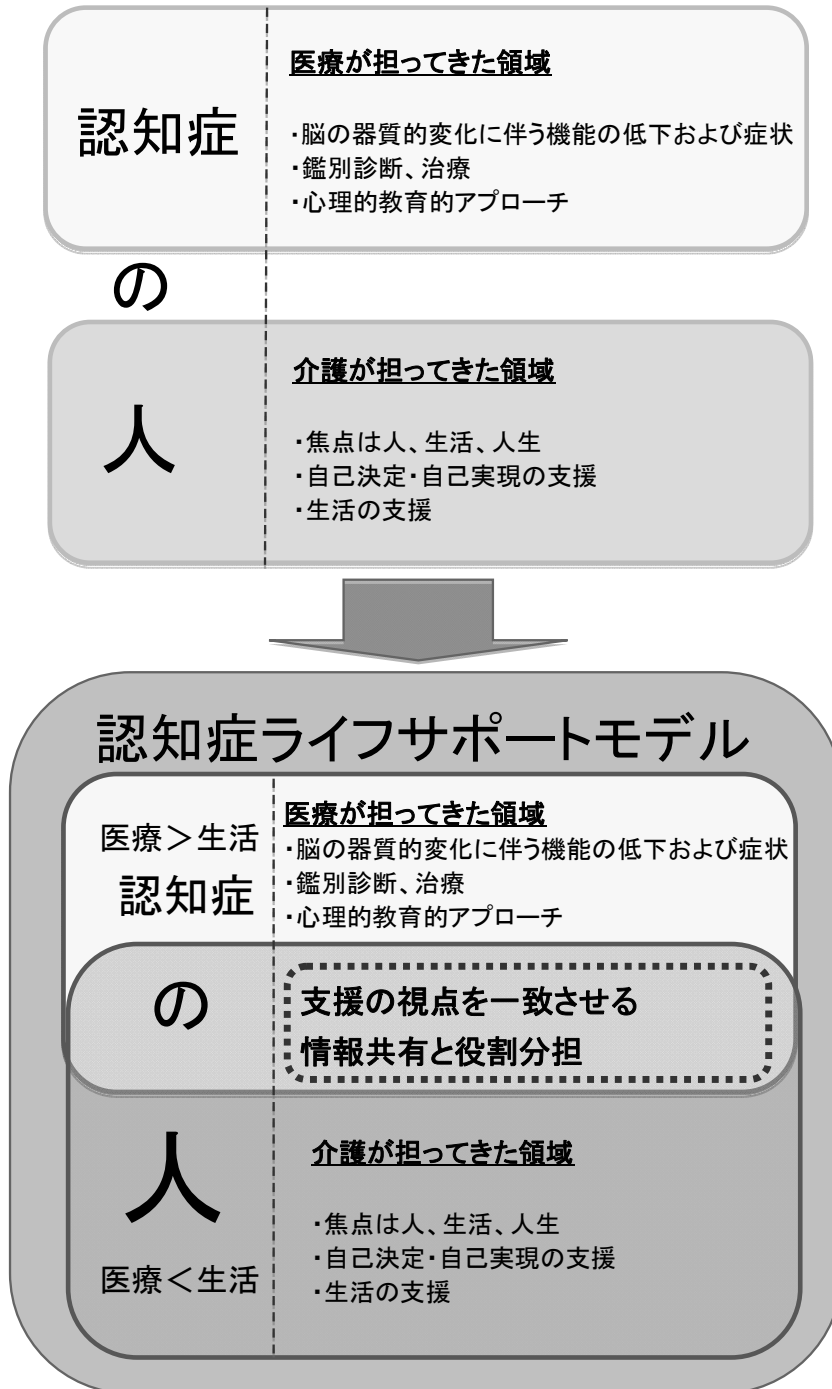 認知症
医療が担ってきた領域
・脳の器質的変化に伴う機能の低下および症状
・鑑別診断、治療
・心理的教育的アプローチ
の
人
介護が担ってきた領域
・焦点は人、生活、人生
・自己決定・自己実現の支援
・生活の支援
認知症ライフサポートモデル
医療＞生活
認知症
医療が担ってきた領域
・脳の器質的変化に伴う機能の低下および症状
・鑑別診断、治療
・心理的教育的アプローチ
の
支援の視点を一致させる
情報共有と役割分担
人
医療＜生活
介護が担ってきた領域
・焦点は人、生活、人生
・自己決定・自己実現の支援
・生活の支援